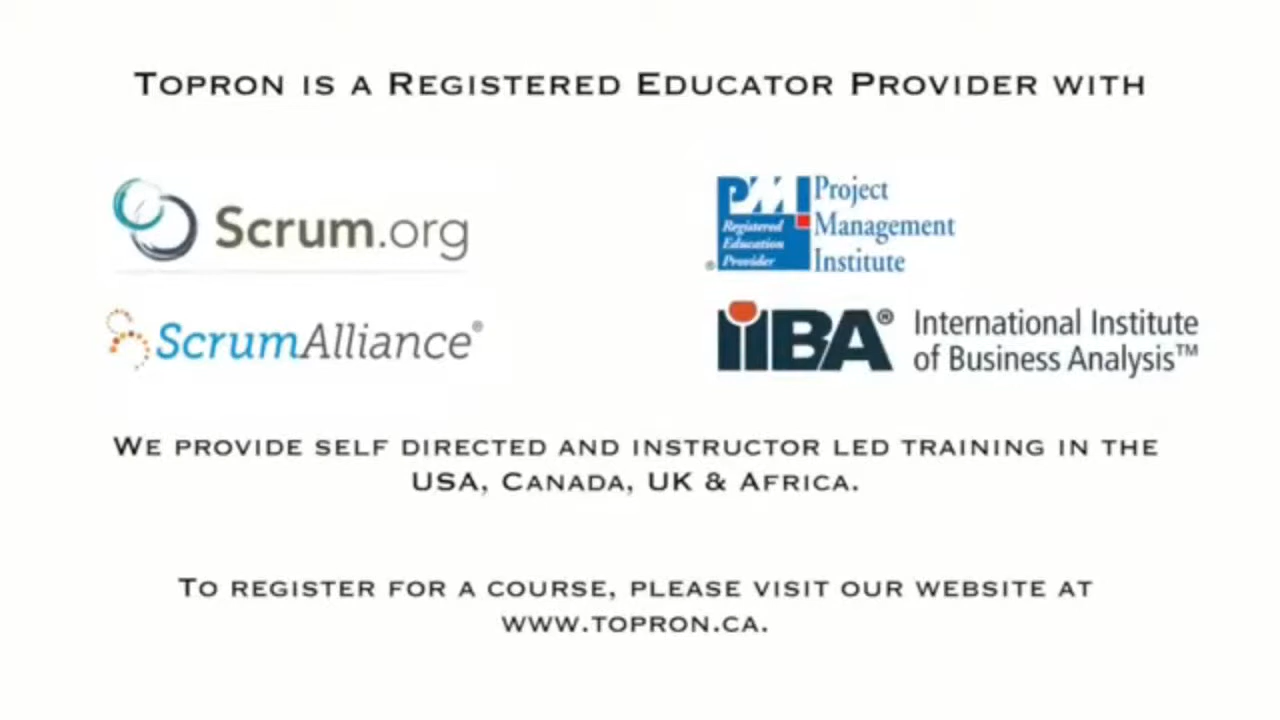 Topron is a Registered Educator Provider with
Scrum.org
ScrumAlliance®
PMI Project
Registered Management
Education Institute
Provider
®
IIBA® International Institute
of Business Analysis™
We provide self directed and instructor led training in the
USA, Canada, UK & Africa.
To register for a course, please visit our website at
www.topron.ca.